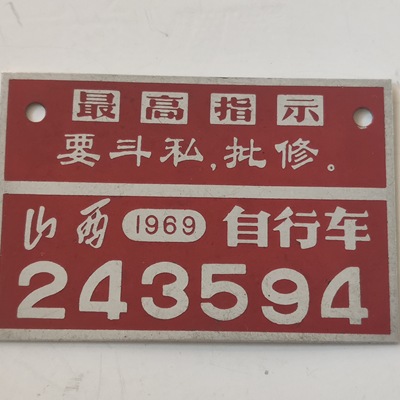 最高指示
要斗私,批修。
山西 1969 自行车
243594